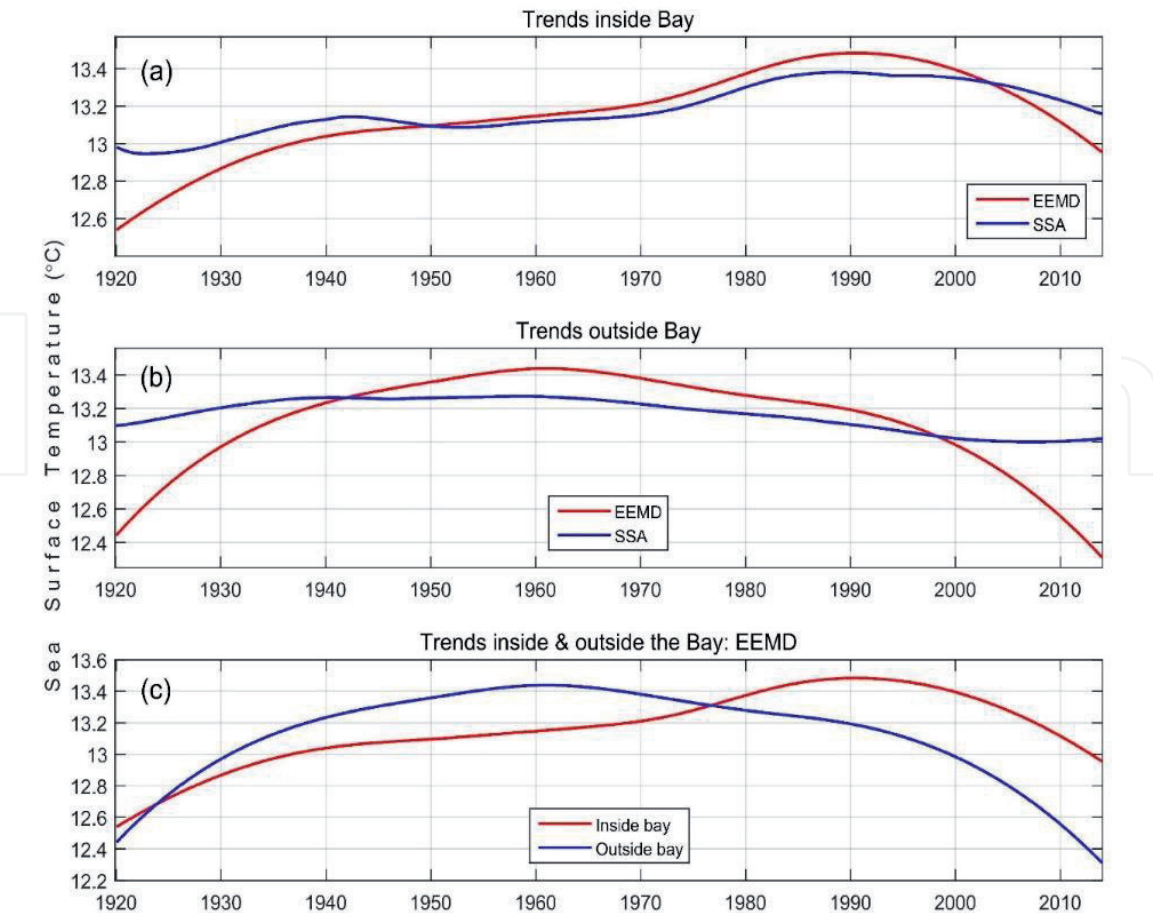 Trends inside Bay
(a)
13.4
13.2
13
12.8
12.6
EEMD
SSA
1920 1930 1940 1950 1960 1970 1980 1990 2000 2010
Sea Surface Temperature (°C)
Trends outside Bay
(b)
13.4
13.2
13
12.8
12.6
12.4
EEMD
SSA
1920 1930 1940 1950 1960 1970 1980 1990 2000 2010
Trends inside & outside the Bay: EEMD
(c)
13.6
13.4
13.2
13
12.8
12.6
12.4
12.2
Inside bay
Outside bay
1920 1930 1940 1950 1960 1970 1980 1990 2000 2010